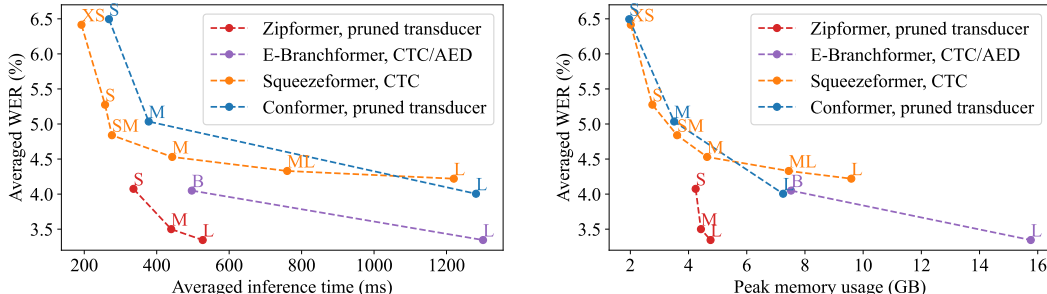 6.5
6.0
5.5
5.0
4.5
4.0
3.5
Averaged WER (%)
200
400
600
800
1000
1200
Averaged inference time (ms)
Zipformer, pruned transducer
E-Branchformer, CTC/AED
Squeezeformer, CTC
Conformer, pruned transducer
XS
S
S
SM
M
M
ML
L
L
S
M
L
B
L
6.5
6.0
5.5
5.0
4.5
4.0
3.5
Averaged WER (%)
2
4
6
8
10
12
14
16
Peak memory usage (GB)
Zipformer, pruned transducer
E-Branchformer, CTC/AED
Squeezeformer, CTC
Conformer, pruned transducer
S
XS
S
M
SM
M
ML
L
L
B
S
M
L
L